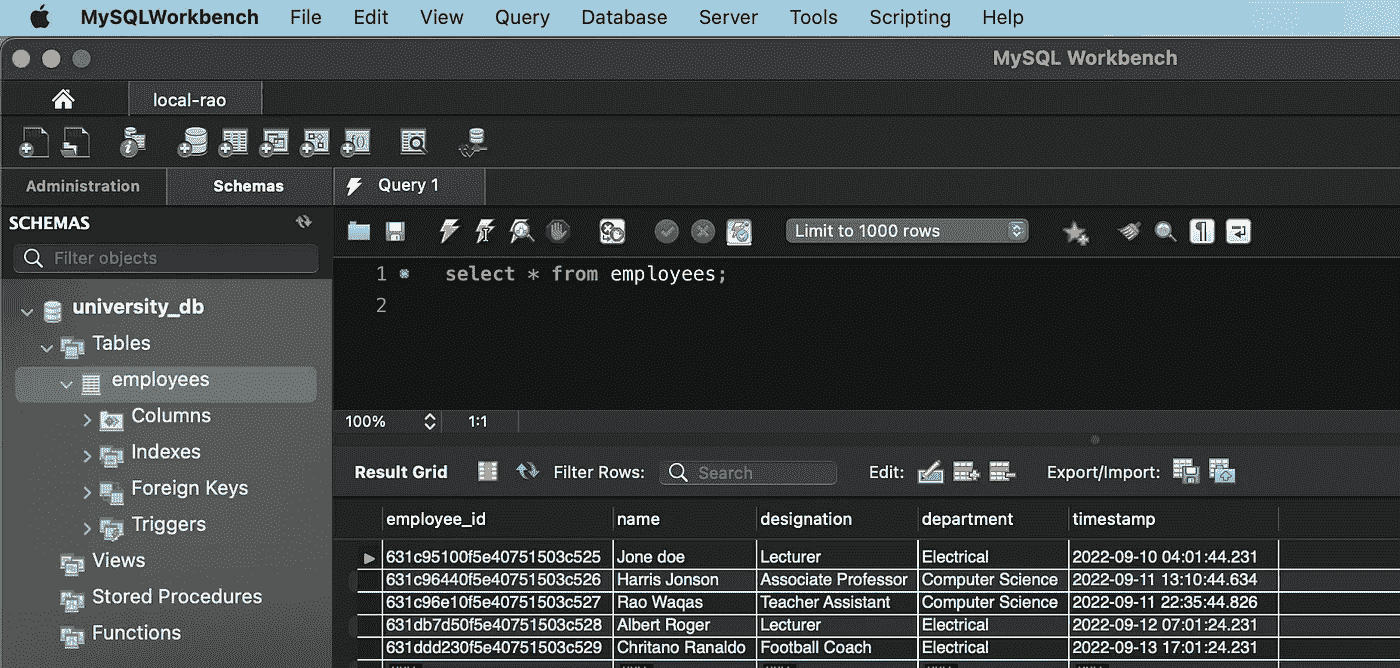 MySQLWorkbench File Edit View Query Database Server Tools Scripting Help
MySQL Workbench
local-rao
Administration Schemas Query 1
SCHEMAS
Filter objects
Limit to 1000 rows
1 select * from employees;
2
university_db
Tables
employees
Columns
Indexes
Foreign Keys
Triggers
Views
Stored Procedures
Functions
100% 1:1
Result Grid Filter Rows: Search Edit: Export/Import:
employee_id name designation department timestamp
631c95100f5e40751503c525 Jone doe Lecturer Electrical 2022-09-10 04:01:44.231
631c96440f5e40751503c526 Harris Jonson Associate Professor Computer Science 2022-09-11 13:10:44.634
631c96e10f5e40751503c527 Rao Waqas Teacher Assistant Computer Science 2022-09-11 22:35:44.826
631db7d50f5e40751503c528 Albert Roger Lecturer Electrical 2022-09-12 07:01:24.231
631ddd230f5e40751503c529 Chritano Ranaldo Football Coach Electrical 2022-09-13 17:01:24.231